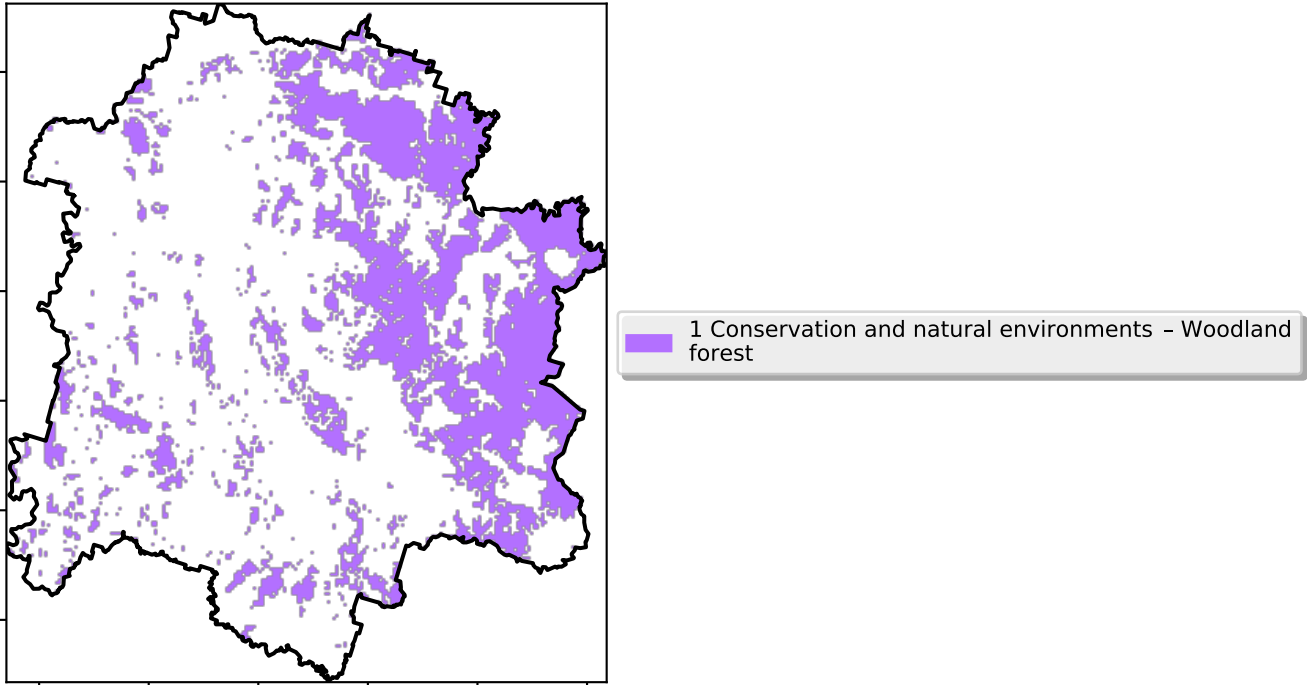 1 Conservation and natural environments – Woodland
forest